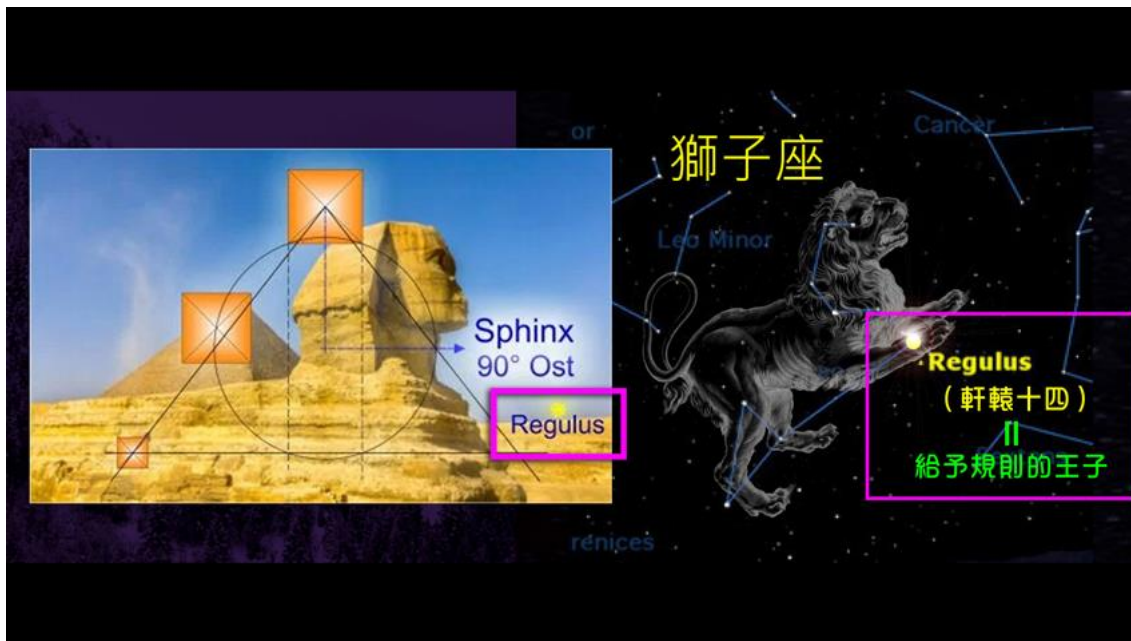 Sphinx
90° Ost
Regulus
or
Cancer
獅子座
Leo Minor
Regulus
（軒轅十四）
給予規則的王子
renices